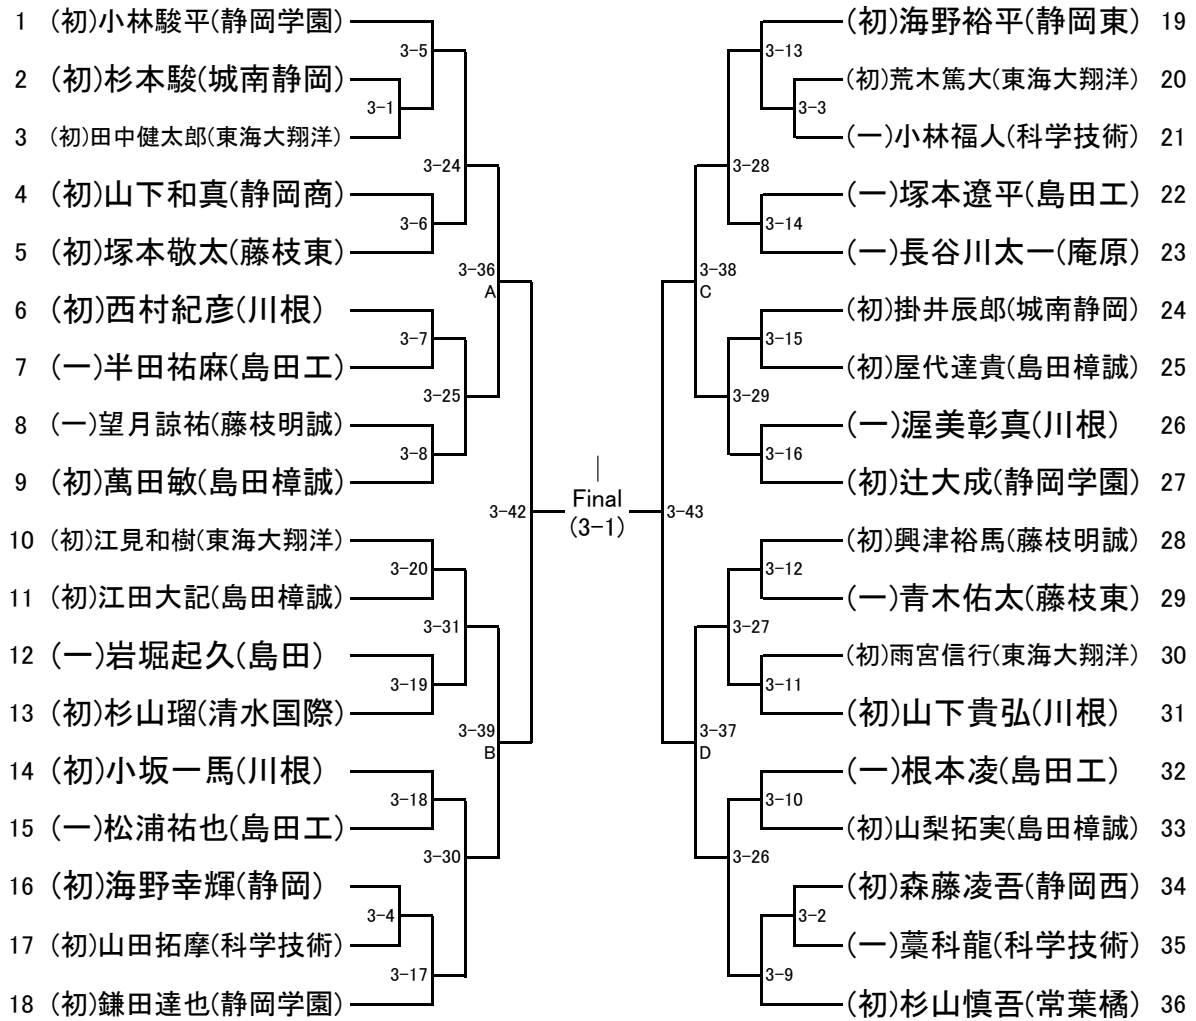 1 (初)小林駿平(静岡学園)
2 (初)杉本駿(城南静岡)
3 (初)田中健太郎(東海大翔洋)
4 (初)山下和真(静岡商)
5 (初)塚本敬太(藤枝東)
6 (初)西村紀彦(川根)
7 (一)半田祐麻(島田工)
8 (一)望月諒祐(藤枝明誠)
9 (初)萬田敏(島田樟誠)
10 (初)江見和樹(東海大翔洋)
11 (初)江田大記(島田樟誠)
12 (一)岩堀起久(島田)
13 (初)杉山瑠(清水国際)
14 (初)小坂一馬(川根)
15 (一)松浦祐也(島田工)
16 (初)海野幸輝(静岡)
17 (初)山田拓摩(科学技術)
18 (初)鎌田達也(静岡学園)
3-5
3-1
3-24
3-6
3-36
A
3-7
3-25
3-8
3-42
3-20
3-31
3-19
3-39
B
3-18
3-30
3-4
3-17
Final
(3-1)
3-13
3-3
3-28
3-14
3-38
C
3-15
3-29
3-16
3-43
3-12
3-27
3-11
3-37
D
3-10
3-26
3-2
3-9
(初)海野裕平(静岡東) 19
(初)荒木篤大(東海大翔洋) 20
(一)小林福人(科学技術) 21
(一)塚本遼平(島田工) 22
(一)長谷川太一(庵原) 23
(初)掛井辰郎(城南静岡) 24
(初)屋代達貴(島田樟誠) 25
(一)渥美彰真(川根) 26
(初)辻大成(静岡学園) 27
(初)興津裕馬(藤枝明誠) 28
(一)青木佑太(藤枝東) 29
(初)雨宮信行(東海大翔洋) 30
(初)山下貴弘(川根) 31
(一)根本凌(島田工) 32
(初)山梨拓実(島田樟誠) 33
(初)森藤凌吾(静岡西) 34
(一)藁科龍(科学技術) 35
(初)杉山慎吾(常葉橘) 36